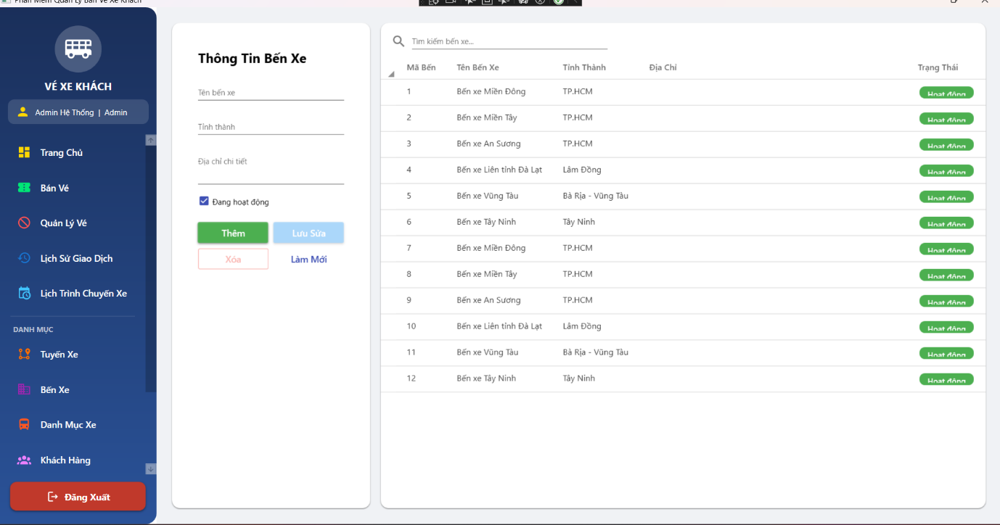 Phần Mềm Quản Lý Bán Vé Xe Khách
VÉ XE KHÁCH
Admin Hệ Thống | Admin
Trang Chủ
Bán Vé
Quản Lý Vé
Lịch Sử Giao Dịch
Lịch Trình Chuyến Xe
DANH MỤC
Tuyến Xe
Bến Xe
Danh Mục Xe
Khách Hàng
Đăng Xuất
Thông Tin Bến Xe
Tên bến xe
Tỉnh thành
Địa chỉ chi tiết
Đang hoạt động
Thêm Lưu Sửa
Xóa Làm Mới
Tìm kiếm bến xe...
Mã Bến Tên Bến Xe Tỉnh Thành Địa Chỉ Trạng Thái
1 Bến xe Miền Đông TP.HCM Hoạt động
2 Bến xe Miền Tây TP.HCM Hoạt động
3 Bến xe An Sương TP.HCM Hoạt động
4 Bến xe Liên tỉnh Đà Lạt Lâm Đồng Hoạt động
5 Bến xe Vũng Tàu Bà Rịa - Vũng Tàu Hoạt động
6 Bến xe Tây Ninh Tây Ninh Hoạt động
7 Bến xe Miền Đông TP.HCM Hoạt động
8 Bến xe Miền Tây TP.HCM Hoạt động
9 Bến xe An Sương TP.HCM Hoạt động
10 Bến xe Liên tỉnh Đà Lạt Lâm Đồng Hoạt động
11 Bến xe Vũng Tàu Bà Rịa - Vũng Tàu Hoạt động
12 Bến xe Tây Ninh Tây Ninh Hoạt động